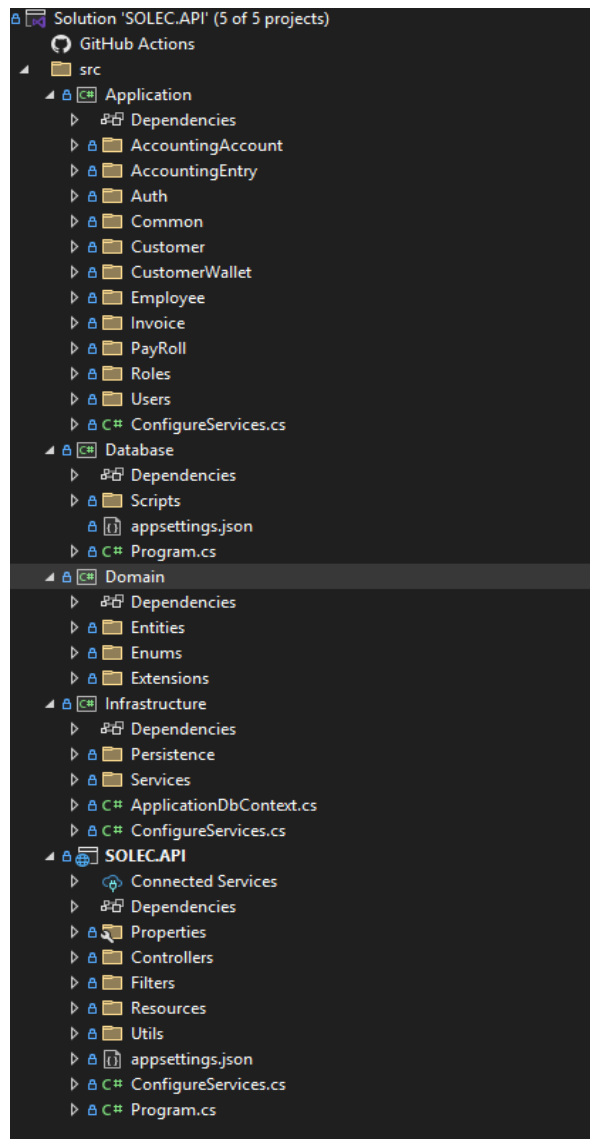 Solution 'SOLEC.API' (5 of 5 projects)
GitHub Actions
src
C# Application
Dependencies
AccountingAccount
AccountingEntry
Auth
Common
Customer
CustomerWallet
Employee
Invoice
PayRoll
Roles
Users
C# ConfigureServices.cs
C# Database
Dependencies
Scripts
appsettings.json
C# Program.cs
C# Domain
Dependencies
Entities
Enums
Extensions
C# Infrastructure
Dependencies
Persistence
Services
C# ApplicationDbContext.cs
C# ConfigureServices.cs
SOLEC.API
Connected Services
Dependencies
Properties
Controllers
Filters
Resources
Utils
appsettings.json
C# ConfigureServices.cs
C# Program.cs